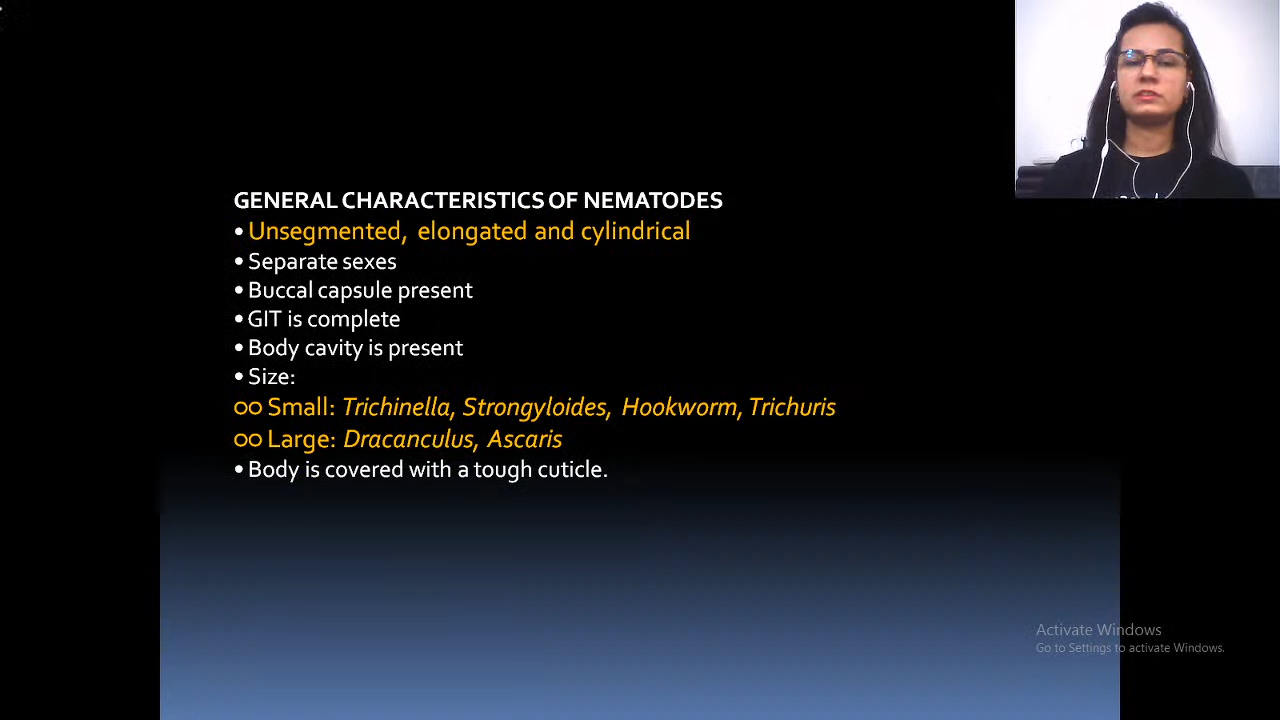 GENERAL CHARACTERISTICS OF NEMATODES
• Unsegmented, elongated and cylindrical
• Separate sexes
• Buccal capsule present
• GIT is complete
• Body cavity is present
• Size:
○○ Small: Trichinella, Strongyloides, Hookworm, Trichuris
○○ Large: Dracanculus, Ascaris
• Body is covered with a tough cuticle.
Activate Windows
Go to Settings to activate Windows.